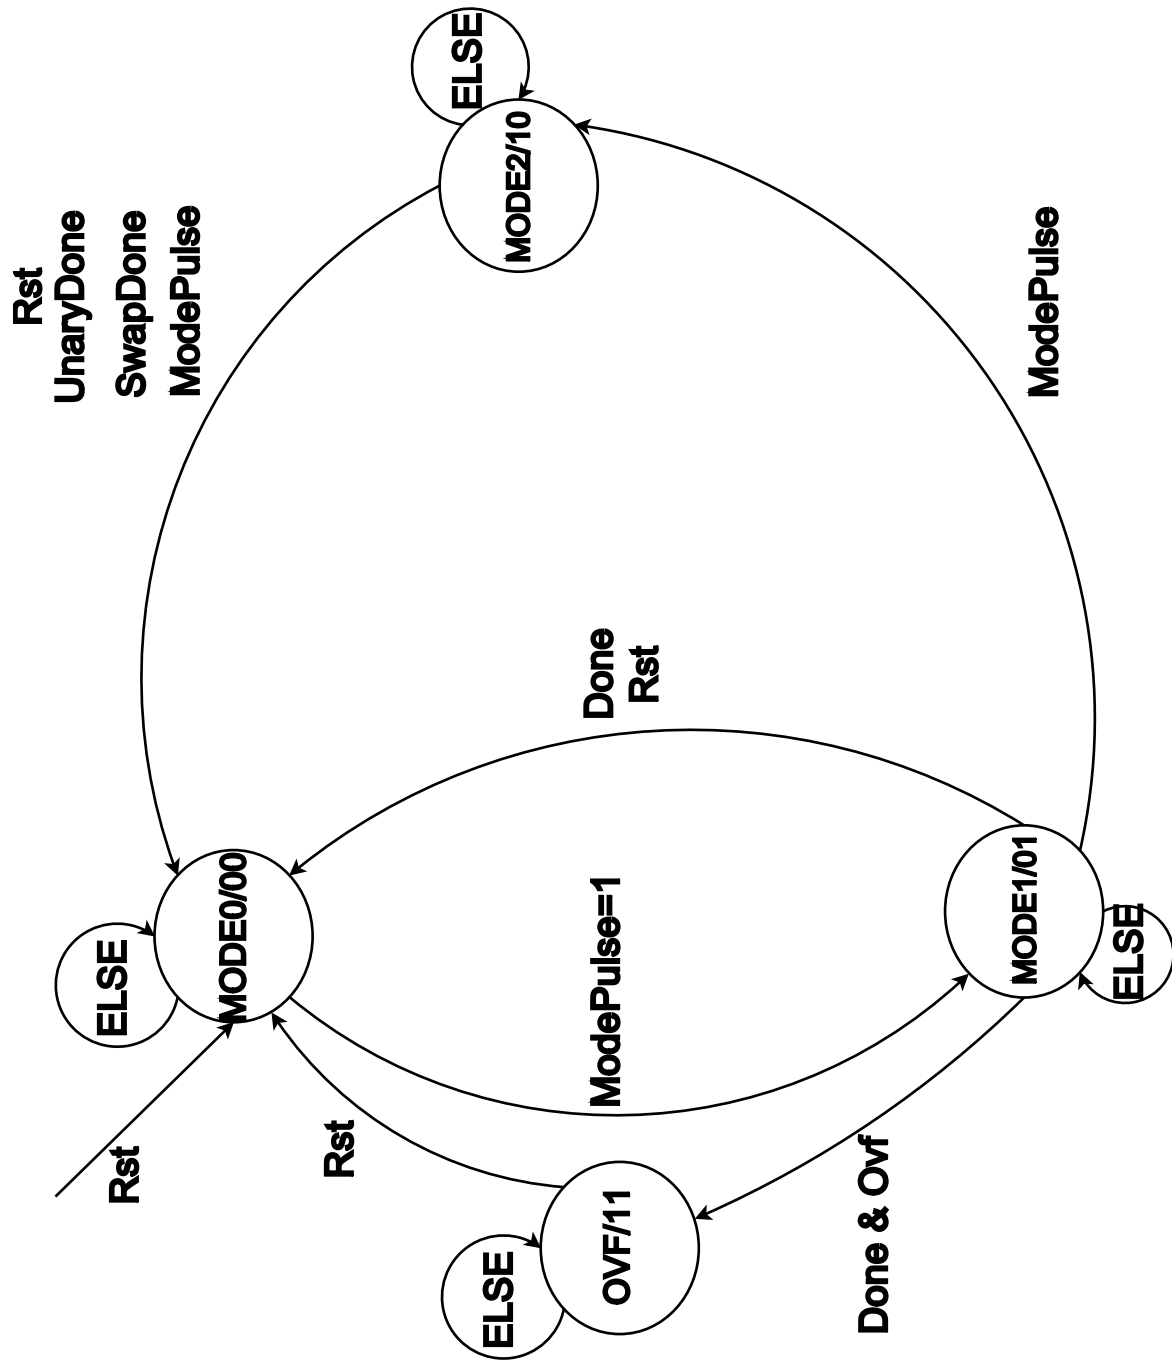 Rst
UnaryDone
SwapDone
ModePulse
ELSE
MODE2/10
ModePulse
Done
Rst
ELSE
MODE0/00
ModePulse=1
MODE1/01
ELSE
Rst
Rst
ELSE
OVF/11
Done & Ovf